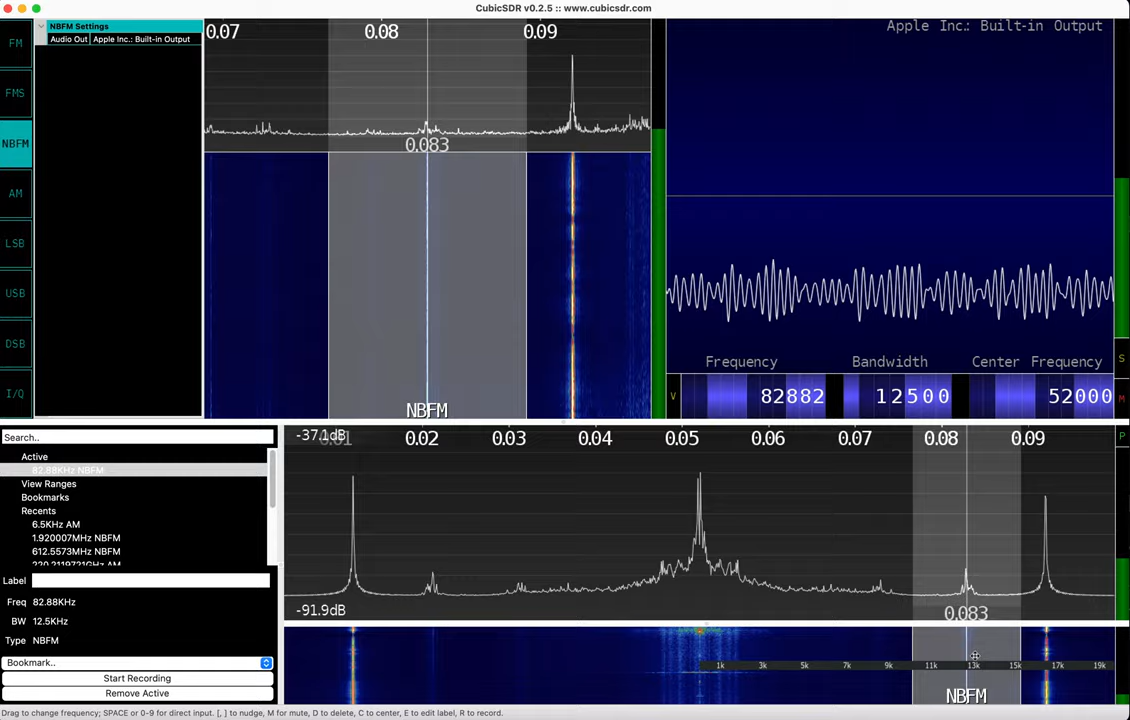 CubicSDR v0.2.5 :: www.cubicsdr.com
FM
FMS
NBFM
AM
LSB
USB
DSB
I/Q
NBFM Settings
Audio Out Apple Inc.: Built-in Output
0.07 0.08 0.09
0.083
NBFM
Apple Inc.: Built-in Output
Frequency Bandwidth Center Frequency
V 82882 12500 52000
S
M
P
Search..
Active
82.88KHz NBFM
View Ranges
Bookmarks
Recents
6.5KHz AM
1.920007MHz NBFM
612.5573MHz NBFM
220.2119721GHz AM
Label
Freq 82.88KHz
BW 12.5KHz
Type NBFM
Bookmark..
Start Recording
Remove Active
-37.1dB 0.01 0.02 0.03 0.04 0.05 0.06 0.07 0.08 0.09
-91.9dB
0.083
1k 3k 5k 7k 9k 11k 13k 15k 17k 19k
NBFM
Drag to change frequency; SPACE or 0-9 for direct input. [, ] to nudge, M for mute, D to delete, C to center, E to edit label, R to record.